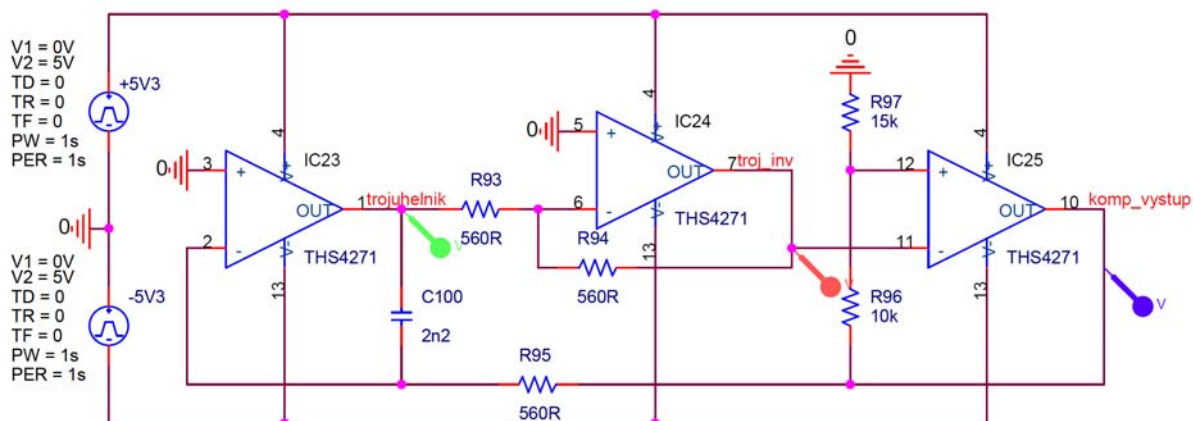 V1 = 0V
V2 = 5V
TD = 0
TR = 0
TF = 0
PW = 1s
PER = 1s
+5V3
0
V1 = 0V
V2 = 5V
TD = 0
TR = 0
TF = 0
PW = 1s
PER = 1s
-5V3
0
3
+
2
-
4
V+
IC23
OUT
1
V-
THS4271
13
trojuhelnik
V
C100
2n2
R93
560R
R94
560R
R95
560R
0
5
+
6
-
4
V+
IC24
OUT
7
troj_inv
V-
THS4271
13
V
0
R97
15k
R96
10k
12
+
11
-
4
V+
IC25
OUT
10
komp_vystup
V-
THS4271
13
V